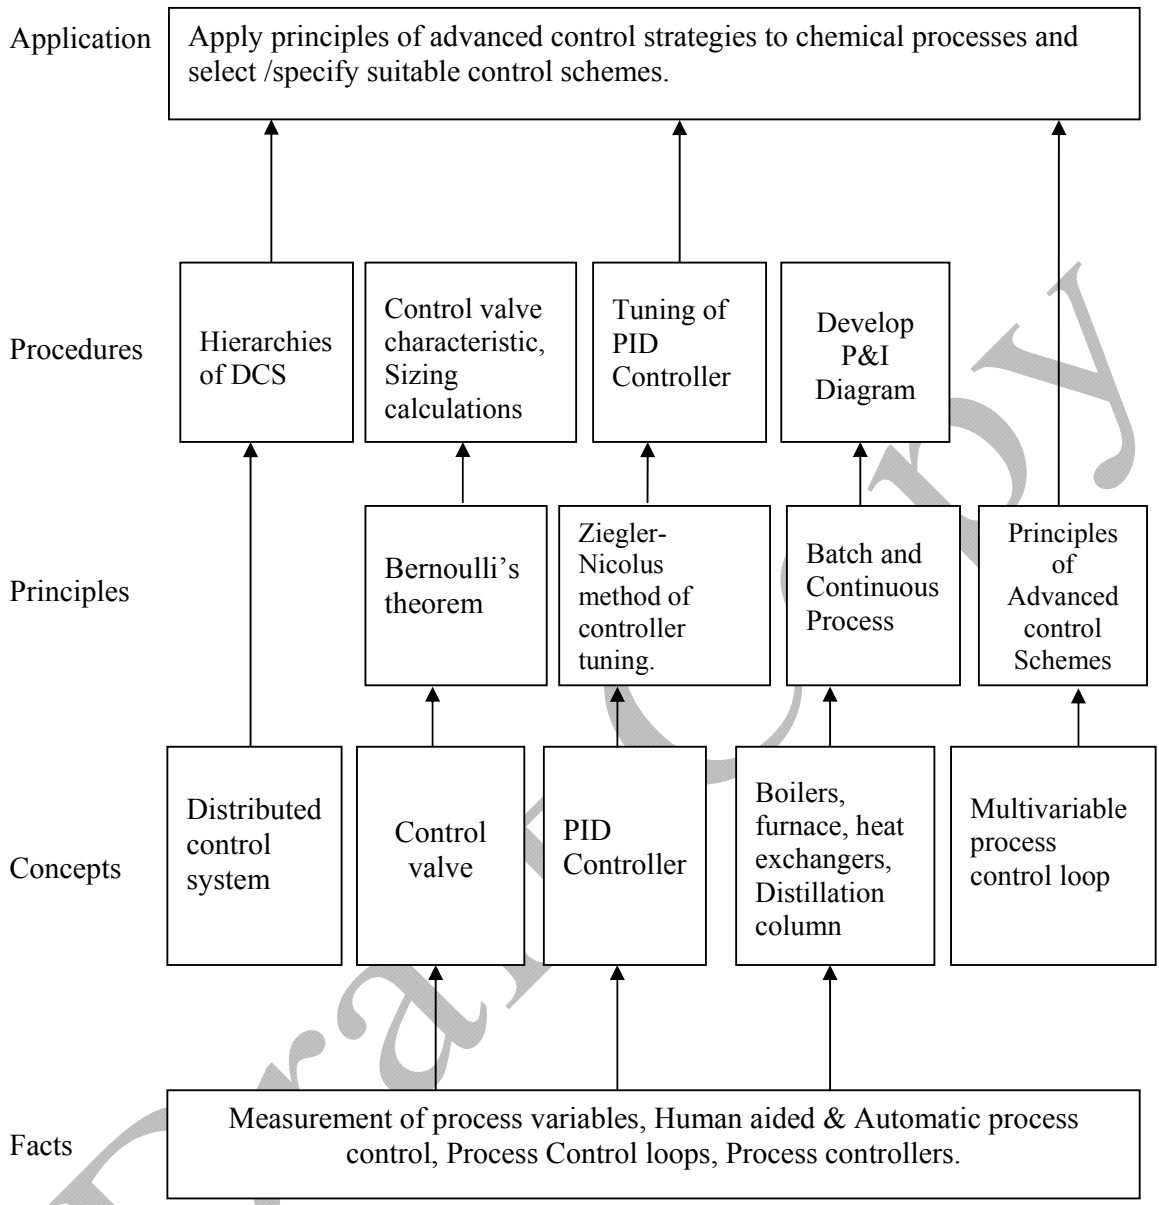 Application
Apply principles of advanced control strategies to chemical processes and
select /specify suitable control schemes.
Procedures
Hierarchies
of DCS
Control valve
characteristic,
Sizing
calculations
Tuning of
PID
Controller
Develop
P&I
Diagram
Principles
Bernoulli's
theorem
Ziegler-
Nicolus
method of
controller
tuning.
Batch and
Continuous
Process
Principles
of
Advanced
control
Schemes
Concepts
Distributed
control
system
Control
valve
PID
Controller
Boilers,
furnace, heat
exchangers,
Distillation
column
Multivariable
process
control loop
Facts
Measurement of process variables, Human aided & Automatic process
control, Process Control loops, Process controllers.
Draft Copy